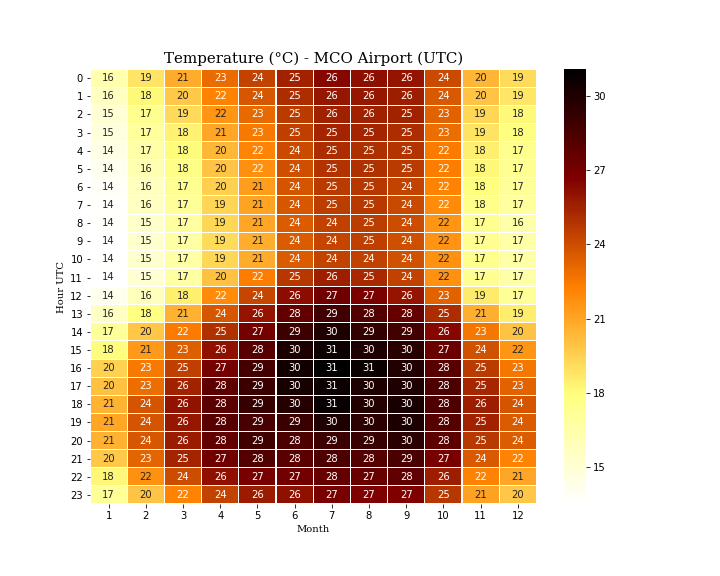 Temperature (°C) - MCO Airport (UTC)
0 16 19 21 23 24 25 26 26 26 24 20 19
1 16 18 20 22 24 25 26 26 26 24 20 19
2 15 17 19 22 23 25 26 26 25 23 19 18
3 15 17 18 21 23 25 25 25 25 23 19 18
4 14 17 18 20 22 24 25 25 25 22 18 17
5 14 16 18 20 22 24 25 25 25 22 18 17
6 14 16 17 20 21 24 25 25 24 22 18 17
7 14 16 17 19 21 24 25 25 24 22 18 17
8 14 15 17 19 21 24 24 25 24 22 17 16
9 14 15 17 19 21 24 24 25 24 22 17 17
10 14 15 17 19 21 24 24 24 24 22 17 17
11 14 15 17 20 22 25 26 25 24 22 17 17
12 14 16 18 22 24 26 27 27 26 23 19 17
13 16 18 21 24 26 28 29 28 28 25 21 19
14 17 20 22 25 27 29 30 29 29 26 23 20
15 18 21 23 26 28 30 30 30 30 27 24 22
16 20 23 25 27 29 30 31 31 30 28 25 23
17 20 23 26 28 29 30 31 30 30 28 25 23
18 21 24 26 28 29 30 31 30 30 28 26 24
19 21 24 26 28 29 29 30 30 30 28 25 24
20 21 24 26 28 29 28 29 29 30 28 25 24
21 20 23 25 27 28 28 28 28 29 27 24 22
22 18 22 24 26 27 27 28 27 28 26 22 21
23 17 20 22 24 26 26 27 27 27 25 21 20
1 2 3 4 5 6 7 8 9 10 11 12
Month
Hour UTC
30
27
24
21
18
15